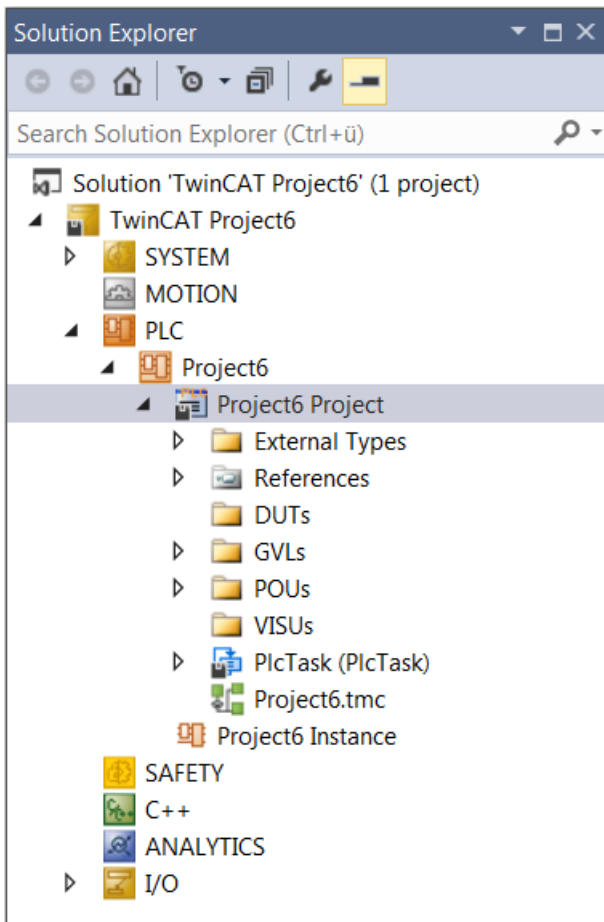 Solution Explorer
Search Solution Explorer (Ctrl+ü)
Solution 'TwinCAT Project6' (1 project)
TwinCAT Project6
SYSTEM
MOTION
PLC
Project6
Project6 Project
External Types
References
DUTs
GVLs
POUs
VISUs
PlcTask (PlcTask)
Project6.tmc
Project6 Instance
SAFETY
C++
ANALYTICS
I/O